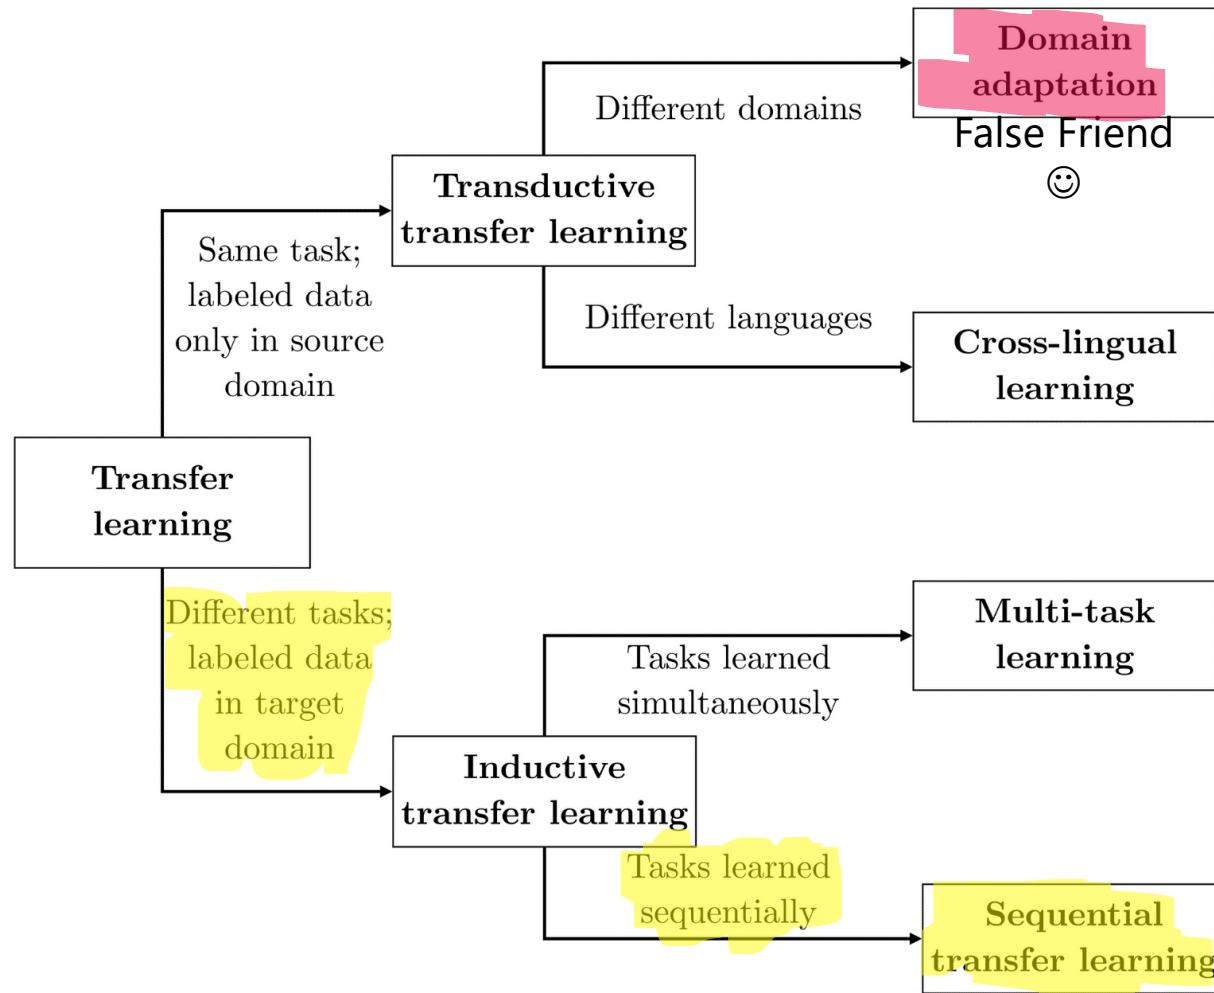 Domain
adaptation
False Friend
☺
Different domains
Transductive
transfer learning
Same task;
labeled data
only in source
domain
Different languages
Cross-lingual
learning
Transfer
learning
Different tasks;
labeled data
in target
domain
Multi-task
learning
Tasks learned
simultaneously
Inductive
transfer learning
Tasks learned
sequentially
Sequential
transfer learning